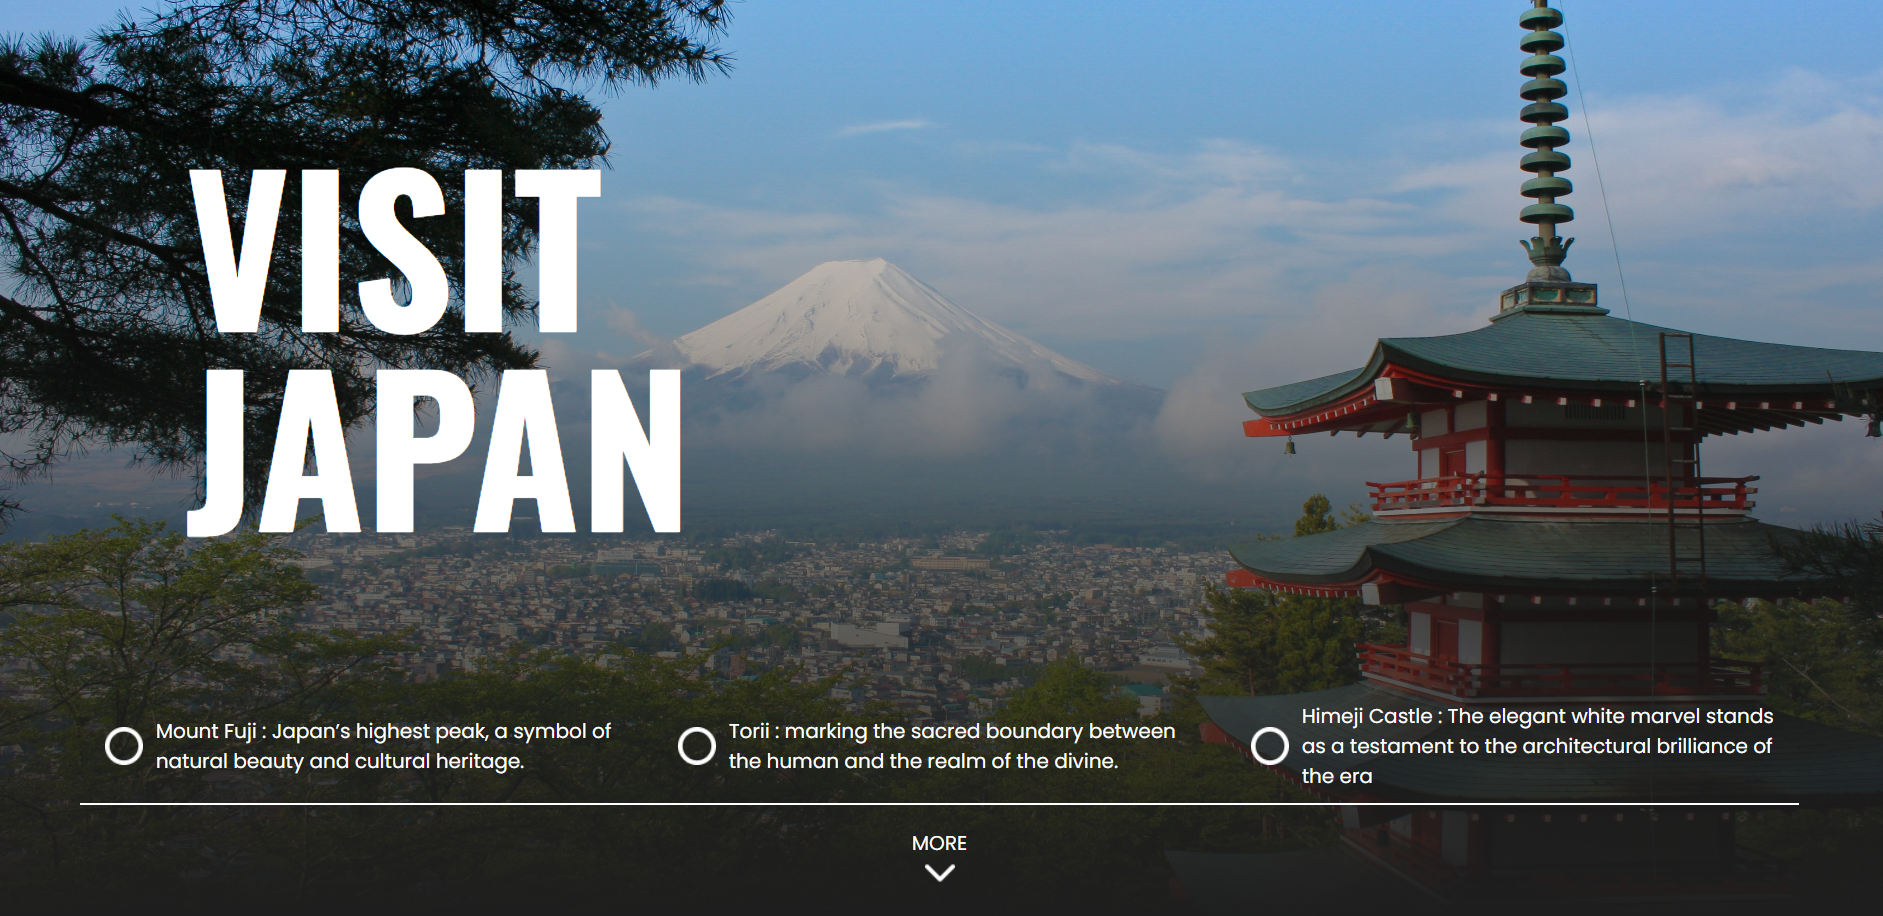 VISIT
JAPAN
Mount Fuji : Japan’s highest peak, a symbol of
natural beauty and cultural heritage.
Torii : marking the sacred boundary between
the human and the realm of the divine.
Himeji Castle : The elegant white marvel stands
as a testament to the architectural brilliance of
the era
MORE